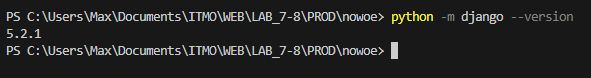 PS C:\Users\Max\Documents\ITMO\WEB\LAB_7-8\PROD\nowoe> python -m django --version
5.2.1
PS C:\Users\Max\Documents\ITMO\WEB\LAB_7-8\PROD\nowoe>